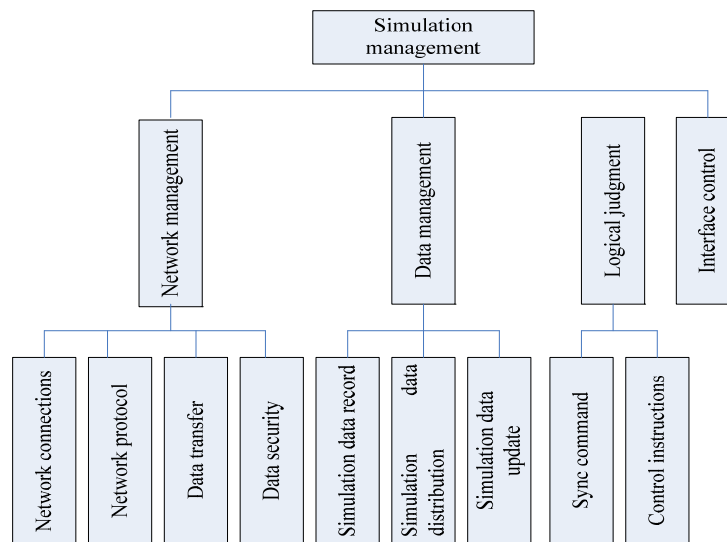 Simulation
management
Network management
Data management
Logical judgment
Interface control
Network connections
Network protocol
Data transfer
Data security
Simulation data record
Simulation data
distribution
Simulation data
update
Sync command
Control instructions